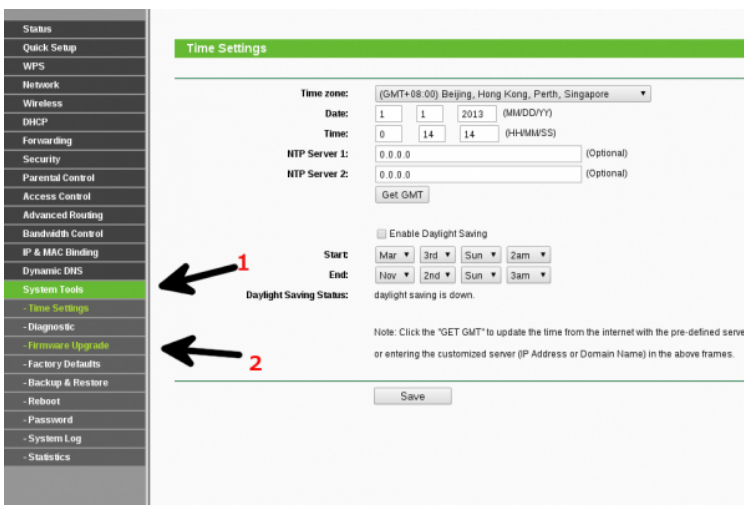 Status
Quick Setup
WPS
Network
Wireless
DHCP
Forwarding
Security
Parental Control
Access Control
Advanced Routing
Bandwidth Control
IP & MAC Binding
Dynamic DNS
System Tools
- Time Settings
- Diagnostic
- Firmware Upgrade
- Factory Defaults
- Backup & Restore
- Reboot
- Password
- System Log
- Statistics
1
2
Time Settings
Time zone: (GMT+08:00) Beijing, Hong Kong, Perth, Singapore
Date: 1 1 2013 (MM/DD/YY)
Time: 0 14 14 (HH/MM/SS)
NTP Server 1: 0.0.0.0 (Optional)
NTP Server 2: 0.0.0.0 (Optional)
Get GMT
Enable Daylight Saving
Start: Mar 3rd Sun 2am
End: Nov 2nd Sun 3am
Daylight Saving Status: daylight saving is down.
Note: Click the "GET GMT" to update the time from the internet with the pre-defined serve
or entering the customized server (IP Address or Domain Name) in the above frames.
Save